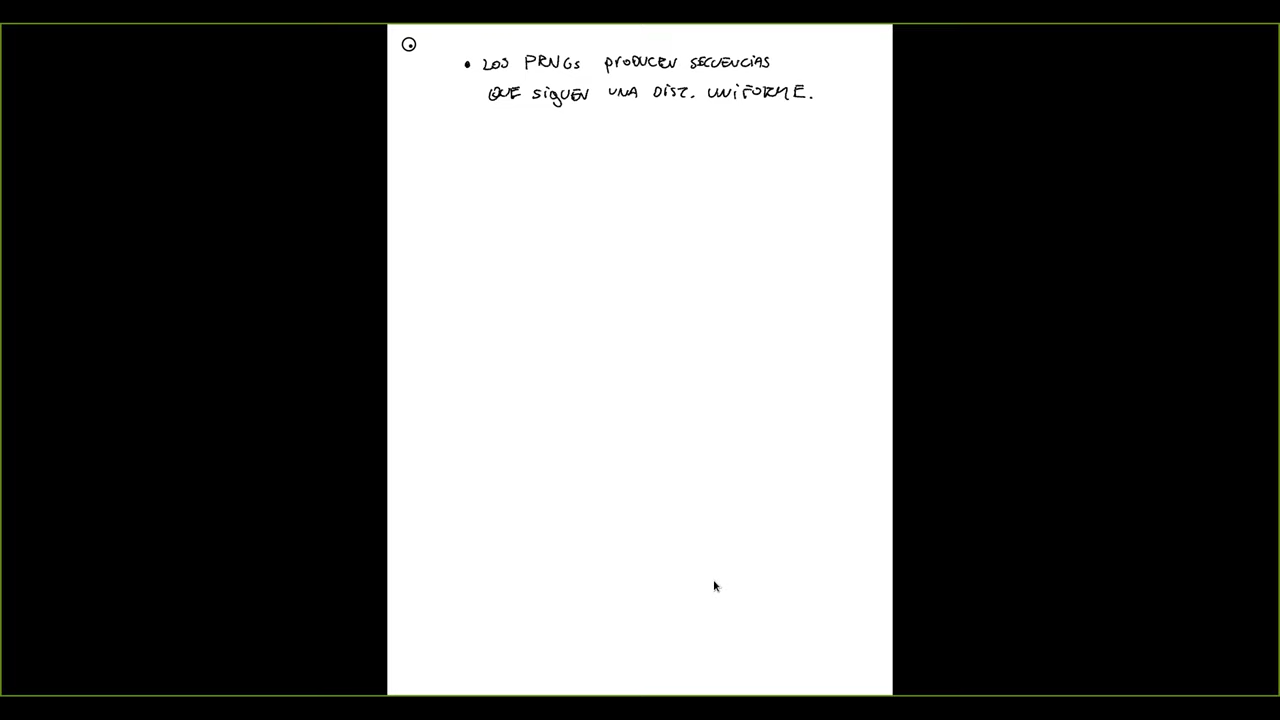 • LOS PRNGs PRODUCEN SECUENCIAS
QUE SIGUEN UNA DIST. UNIFORME.